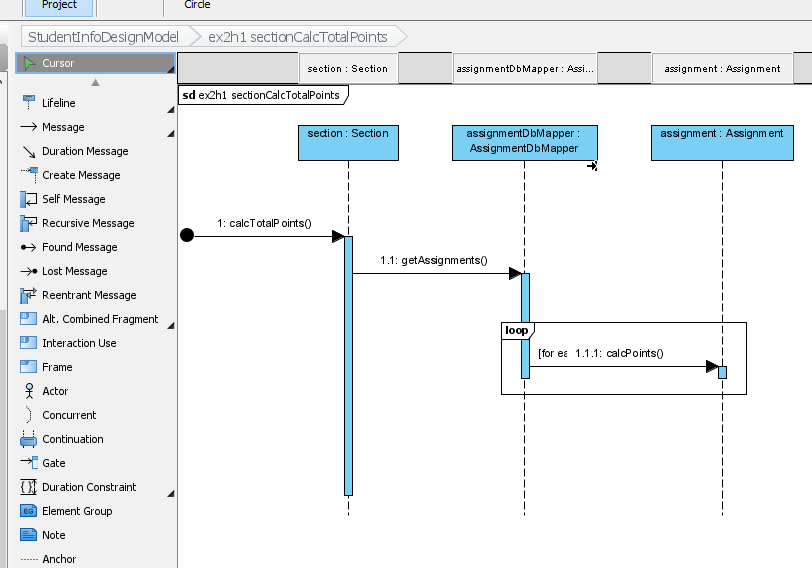 Project
Circle
StudentInfoDesignModel
ex2h1 sectionCalcTotalPoints
Cursor
Lifeline
Message
Duration Message
Create Message
Self Message
Recursive Message
Found Message
Lost Message
Reentrant Message
Alt. Combined Fragment
Interaction Use
Frame
Actor
Concurrent
Continuation
Gate
Duration Constraint
EG Element Group
Note
Anchor
section : Section
assignmentDbMapper : Assi...
assignment : Assignment
sd ex2h1 sectionCalcTotalPoints
section : Section
assignmentDbMapper :
AssignmentDbMapper
assignment : Assignment
1: calcTotalPoints()
1.1: getAssignments()
loop
[for ea
1.1.1: calcPoints()